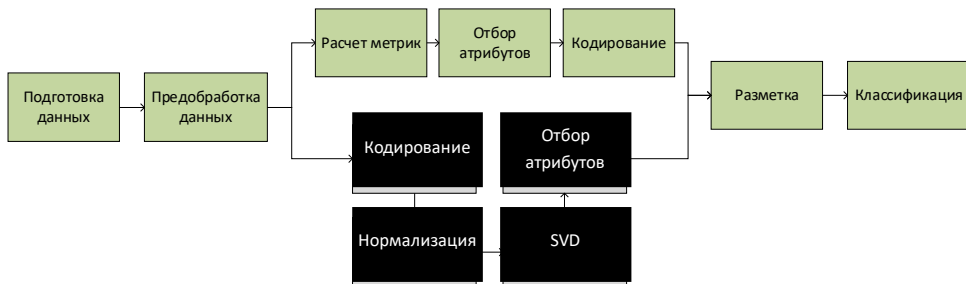 Подготовка
данных
Предобработка
данных
Расчет метрик
Отбор
атрибутов
Кодирование
Кодирование
Нормализация
SVD
Отбор
атрибутов
Разметка
Классификация